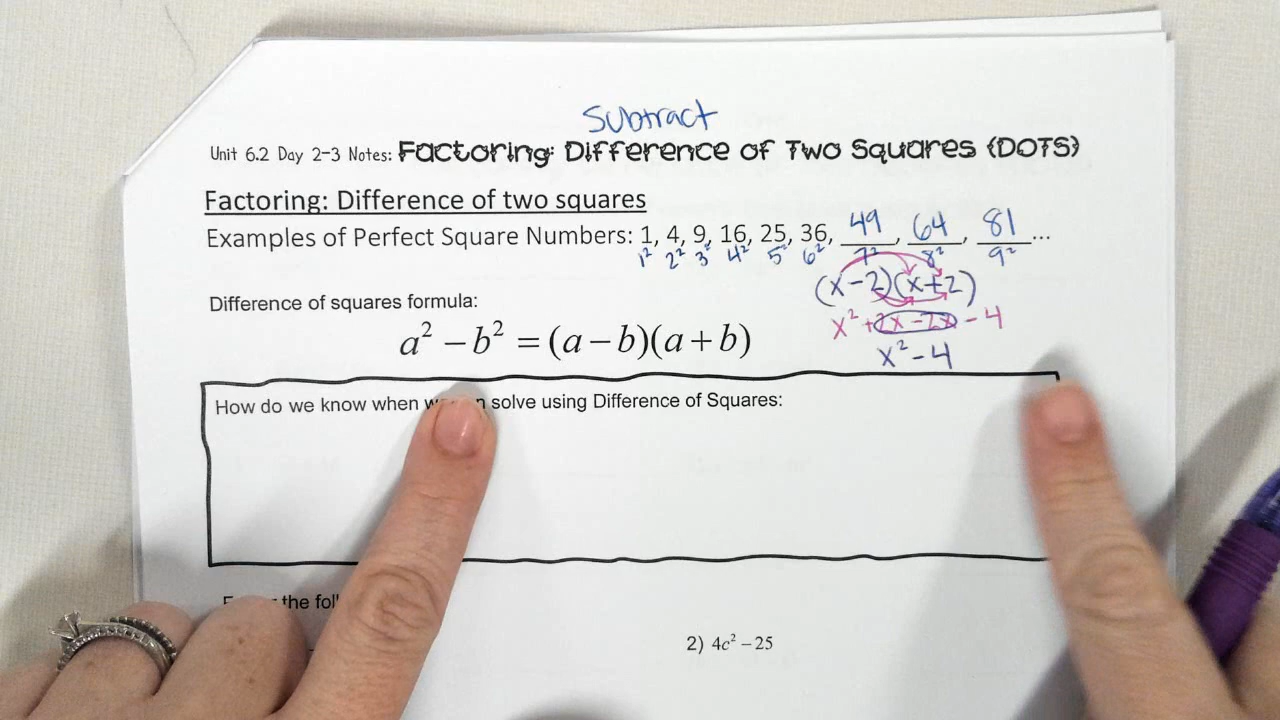 Subtract
Unit 6.2 Day 2-3 Notes: Factoring: Difference of Two Squares (DOTS)
Factoring: Difference of two squares
Examples of Perfect Square Numbers: 1, 4, 9, 16, 25, 36, 49, 64, 81...
1² 2² 3² 4² 5² 6² 7² 8² 9²
(x-2)(x+2)
Difference of squares formula:
x² + 2x - 2x - 4
a² - b² = (a - b)(a + b)
x² - 4
How do we know when solve using Difference of Squares:
the
2) 4c² - 25